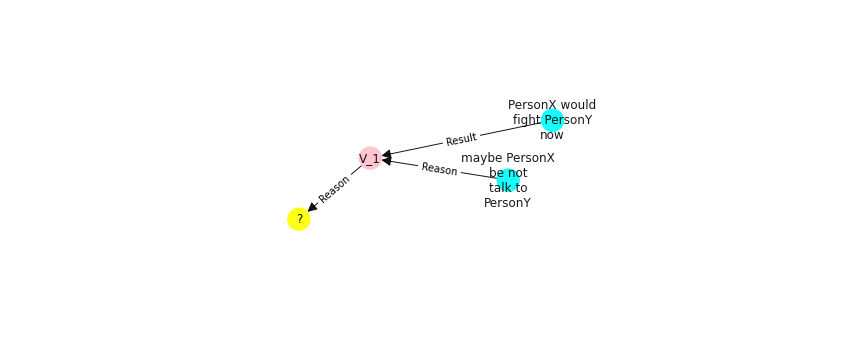 PersonX would
fight PersonY
now
Result
maybe PersonX
be not
talk to
PersonY
Reason
V_1
Reason
?